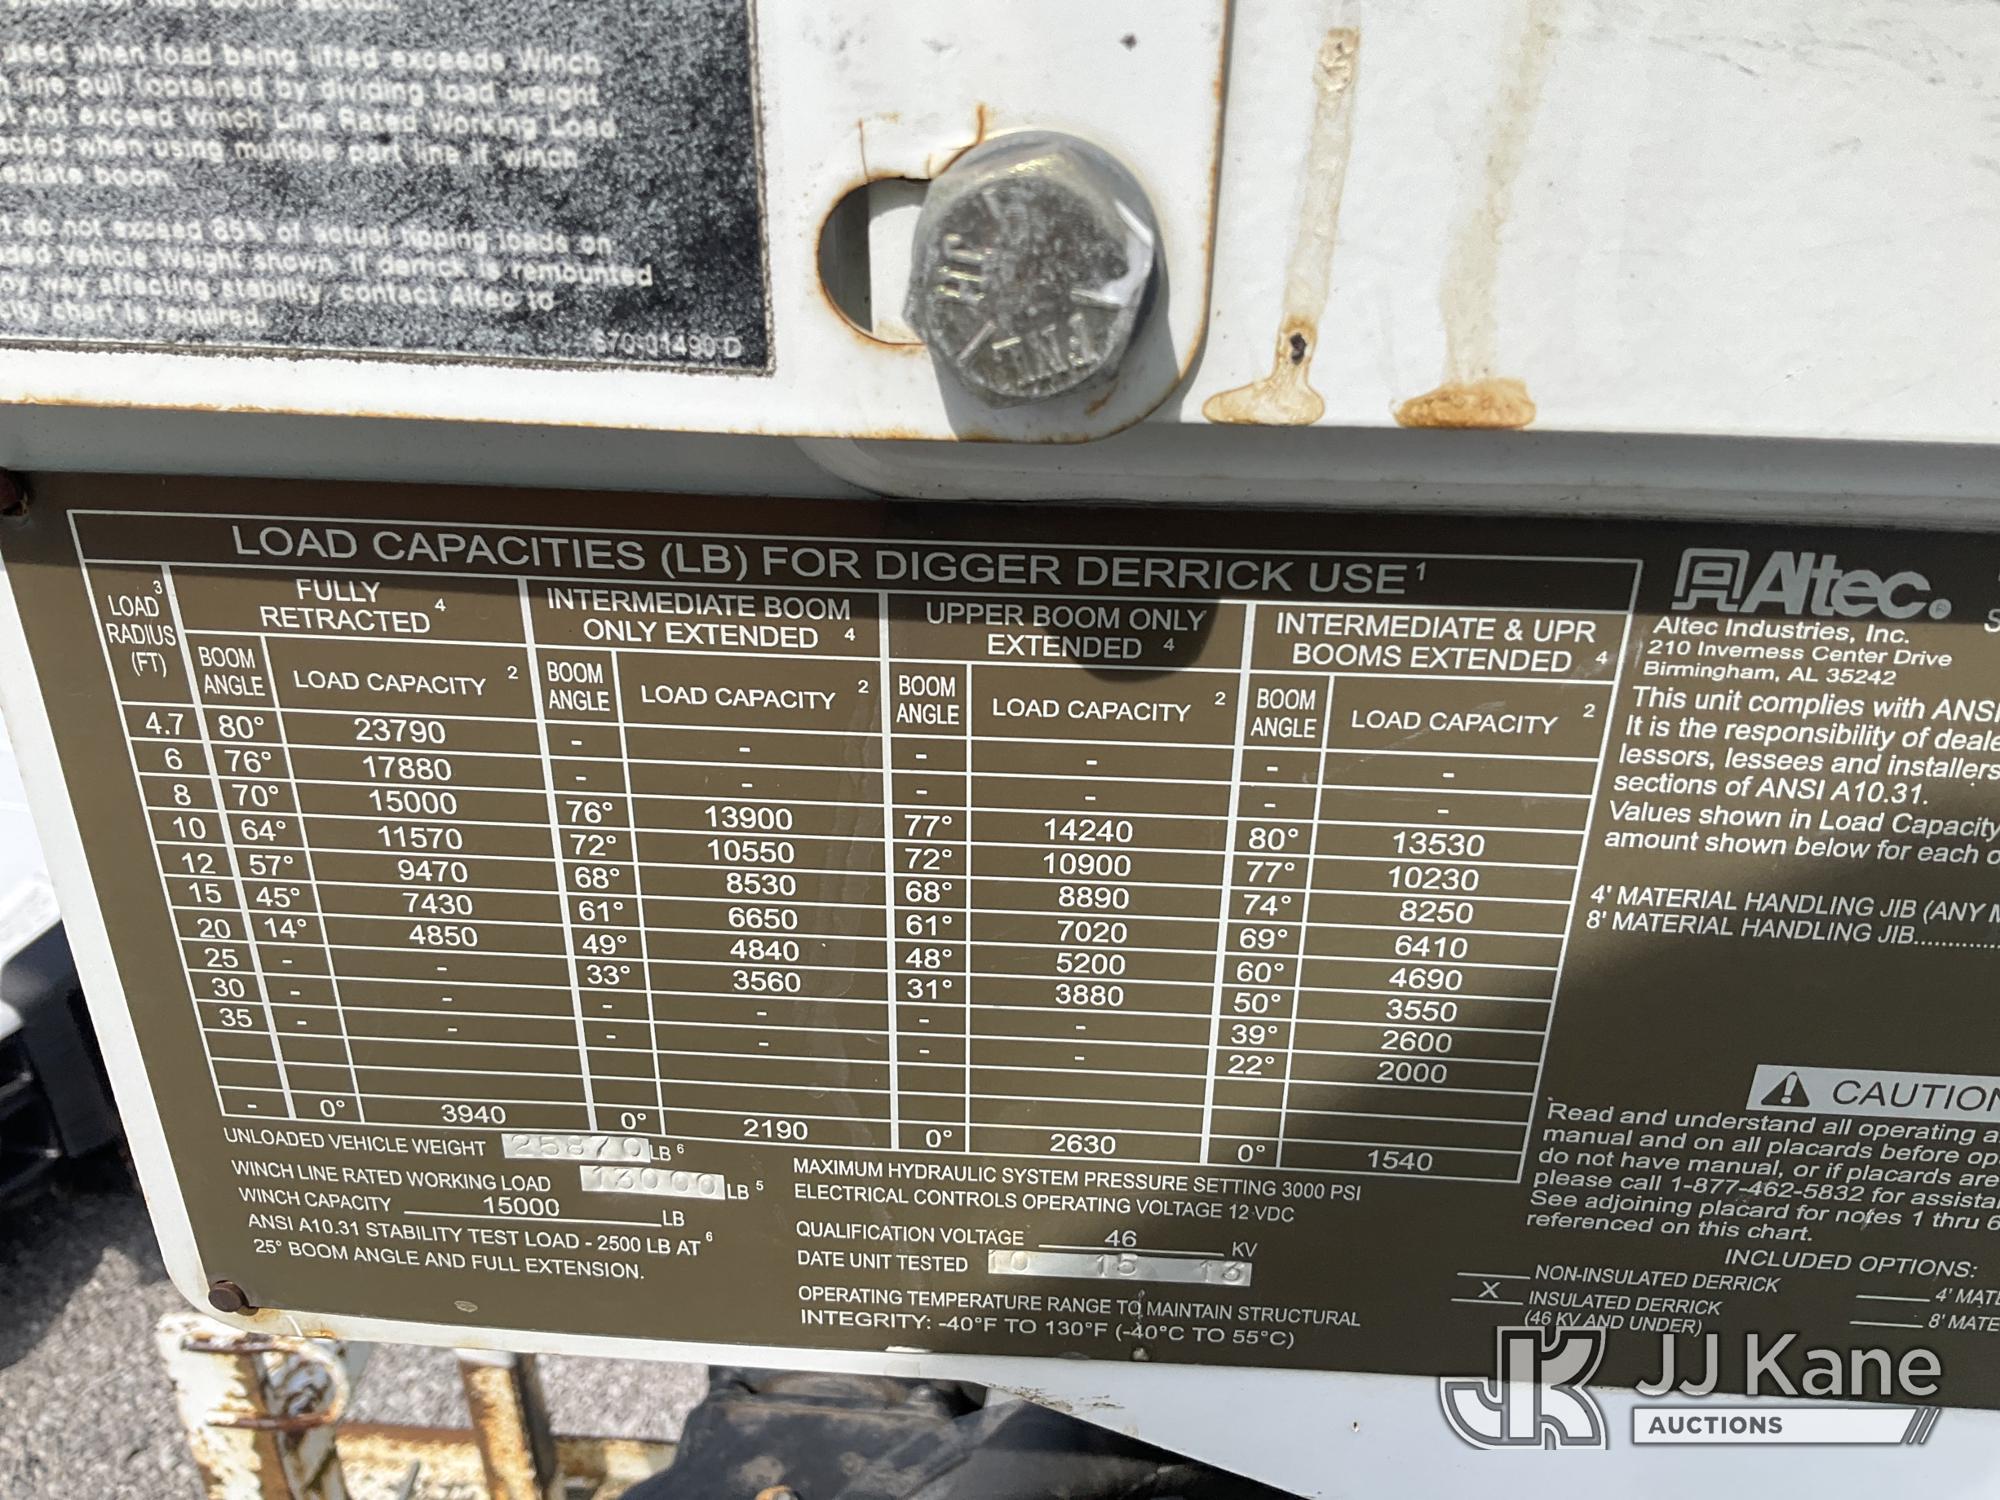 used when load being lifted exceeds Winch
line pull (obtained by dividing load weight
not exceed Winch Line Rated Working Load.
when using multiple part line if winch
boom.
do not exceed 85% of actual tipping loads on
Vehicle Weight shown. If derrick is remounted
way affecting stability, contact Altec to
chart is required.
670-01490 D
JH
LOAD CAPACITIES (LB) FOR DIGGER DERRICK USE 1
LOAD 3 RADIUS (FT)
FULLY RETRACTED 4
INTERMEDIATE BOOM ONLY EXTENDED 4
UPPER BOOM ONLY EXTENDED 4
INTERMEDIATE & UPR BOOMS EXTENDED 4
BOOM ANGLE LOAD CAPACITY 2 BOOM ANGLE LOAD CAPACITY 2 BOOM ANGLE LOAD CAPACITY 2 BOOM ANGLE LOAD CAPACITY 2
4.7 80° 23790 - - - - - -
6 76° 17880 - - - - - -
8 70° 15000 76° 13900 77° 14240 80° 13530
10 64° 11570 72° 10550 72° 10900 77° 10230
12 57° 9470 68° 8530 68° 8890 74° 8250
15 45° 7430 61° 6650 61° 7020 69° 6410
20 14° 4850 49° 4840 48° 5200 60° 4690
25 - - 33° 3560 31° 3880 50° 3550
30 - - - - - - 39° 2600
35 - - - - - - 22° 2000
- 0° 3940 0° 2190 0° 2630 0° 1540
UNLOADED VEHICLE WEIGHT 25870 LB 6
WINCH LINE RATED WORKING LOAD 13000 LB 5
WINCH CAPACITY 15000 LB
ANSI A10.31 STABILITY TEST LOAD - 2500 LB AT 6
25° BOOM ANGLE AND FULL EXTENSION.
MAXIMUM HYDRAULIC SYSTEM PRESSURE SETTING 3000 PSI
ELECTRICAL CONTROLS OPERATING VOLTAGE 12 VDC
QUALIFICATION VOLTAGE 46 KV
DATE UNIT TESTED 10 15 13
OPERATING TEMPERATURE RANGE TO MAINTAIN STRUCTURAL
INTEGRITY: -40°F TO 130°F (-40°C TO 55°C)
Altec®
Altec Industries, Inc.
210 Inverness Center Drive
Birmingham, AL 35242
This unit complies with ANSI
It is the responsibility of
lessors, lessees and installers
sections of ANSI A10.31.
Values shown in Load Capacity
amount shown below for each
4' MATERIAL HANDLING JIB (ANY
8' MATERIAL HANDLING JIB..............
CAUTION
Read and understand all operating
manual and on all placards before
do not have manual, or if placards are
please call 1-877-462-5832 for
See adjoining placard for notes 1 thru 6
referenced on this chart.
INCLUDED OPTIONS:
NON-INSULATED DERRICK
X INSULATED DERRICK
(46 KV AND UNDER)
4'
8'
JK JJ Kane
AUCTIONS